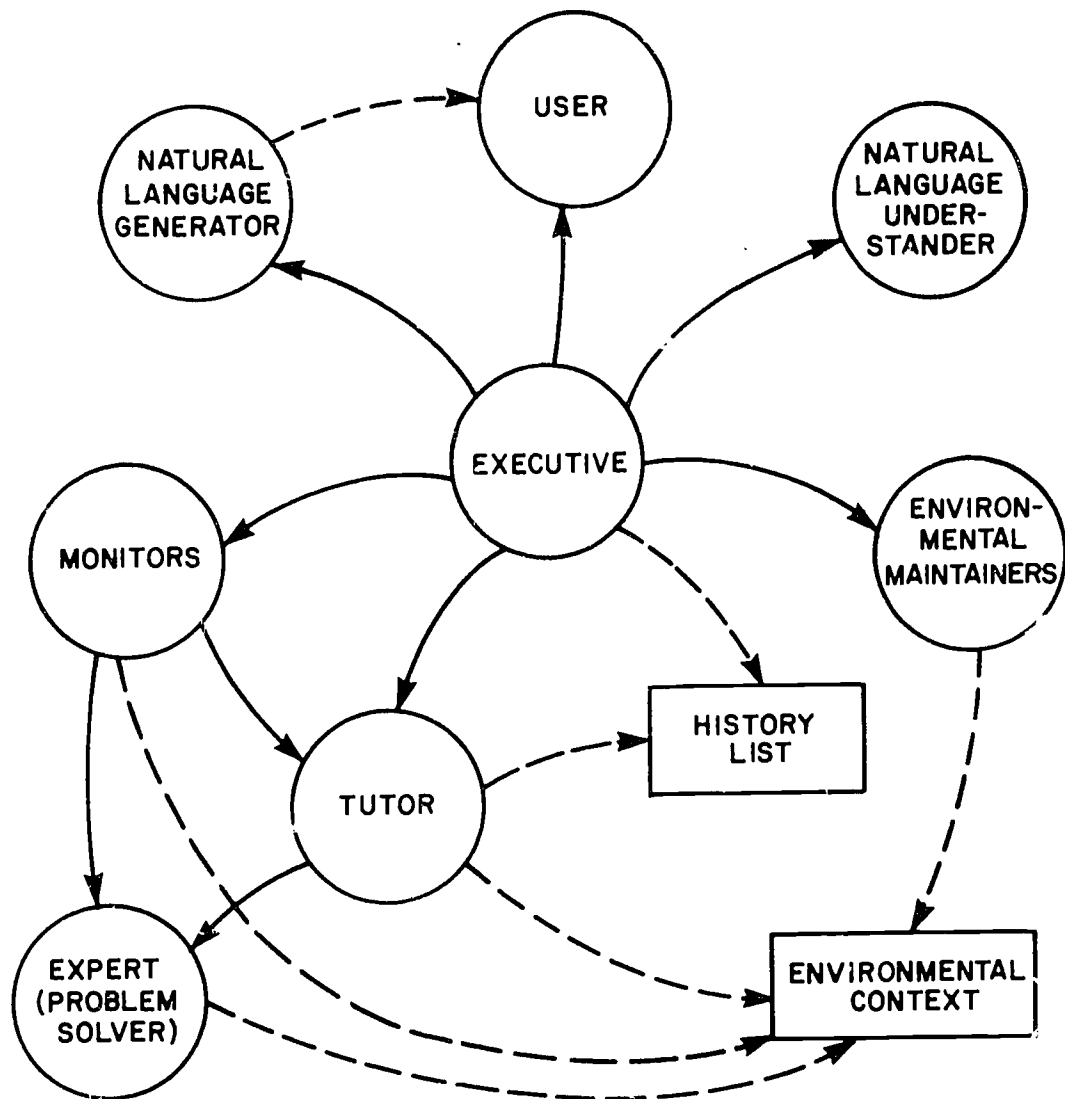 USER
NATURAL
LANGUAGE
GENERATOR
NATURAL
LANGUAGE
UNDER-
STANDER
EXECUTIVE
MONITORS
ENVIRON-
MENTAL
MAINTAINERS
HISTORY
LIST
TUTOR
EXPERT
(PROBLEM
SOLVER)
ENVIRONMENTAL
CONTEXT